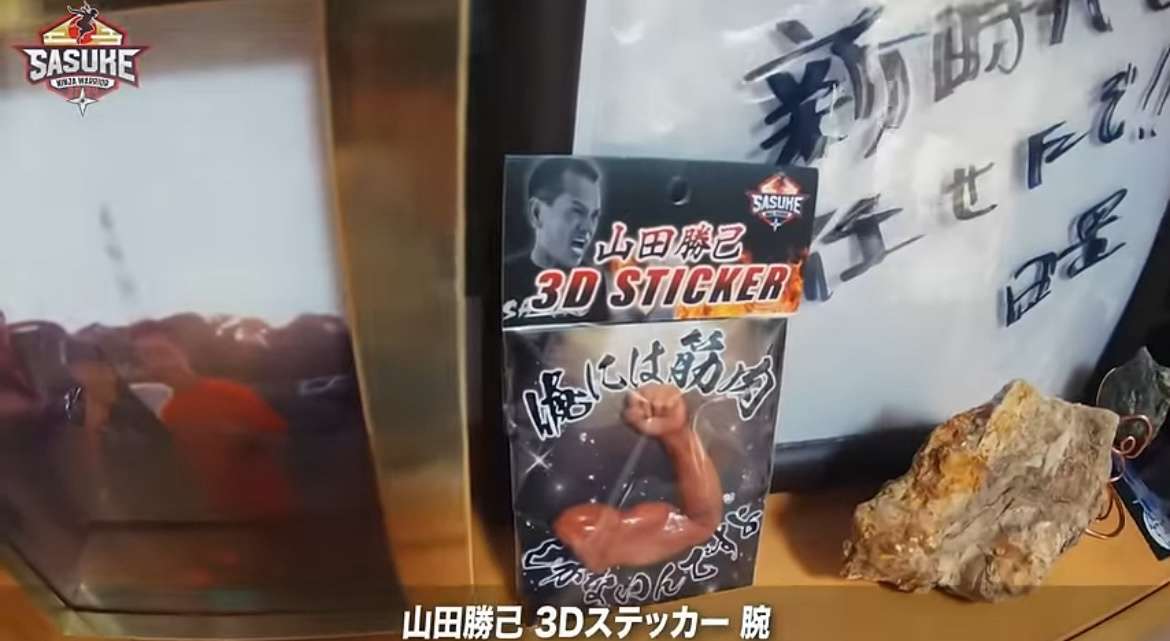 SASUKE
NINJA WARRIOR
新時代
任せ下で!!
SASUKE
山田勝己
3D STICKER
俺には筋肉
しかないんですよ
山田勝己 3Dステッカー 腕